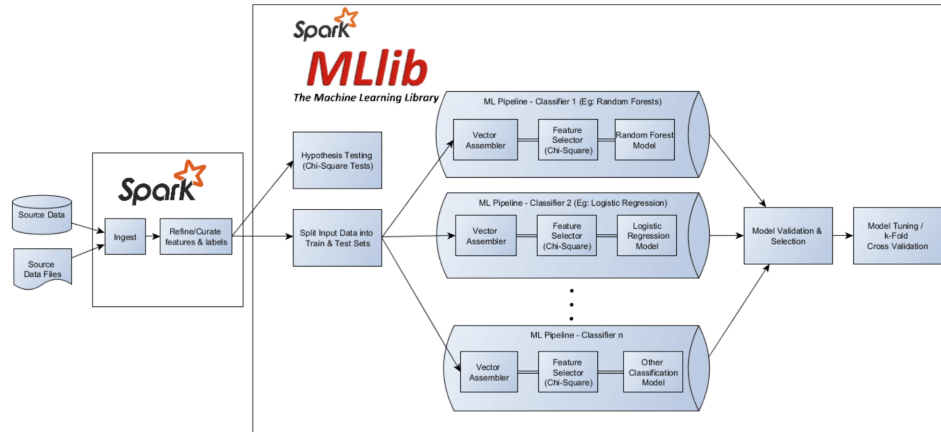 Spark
MLlib
The Machine Learning Library
Spark
Source Data
Source
Data Files
Ingest
Refine/Curate
features & labels
Hypothesis Testing
(Chi-Square Tests)
Split Input Data into
Train & Test Sets
ML Pipeline - Classifier 1 (Eg: Random Forests)
Vector
Assembler
Feature
Selector
(Chi-Square)
Random Forest
Model
ML Pipeline - Classifier 2 (Eg: Logistic Regression)
Vector
Assembler
Feature
Selector
(Chi-Square)
Logistic
Regression
Model
ML Pipeline - Classifier n
Vector
Assembler
Feature
Selector
(Chi-Square)
Other
Classification
Model
Model Validation &
Selection
Model Tuning /
k-Fold
Cross Validation